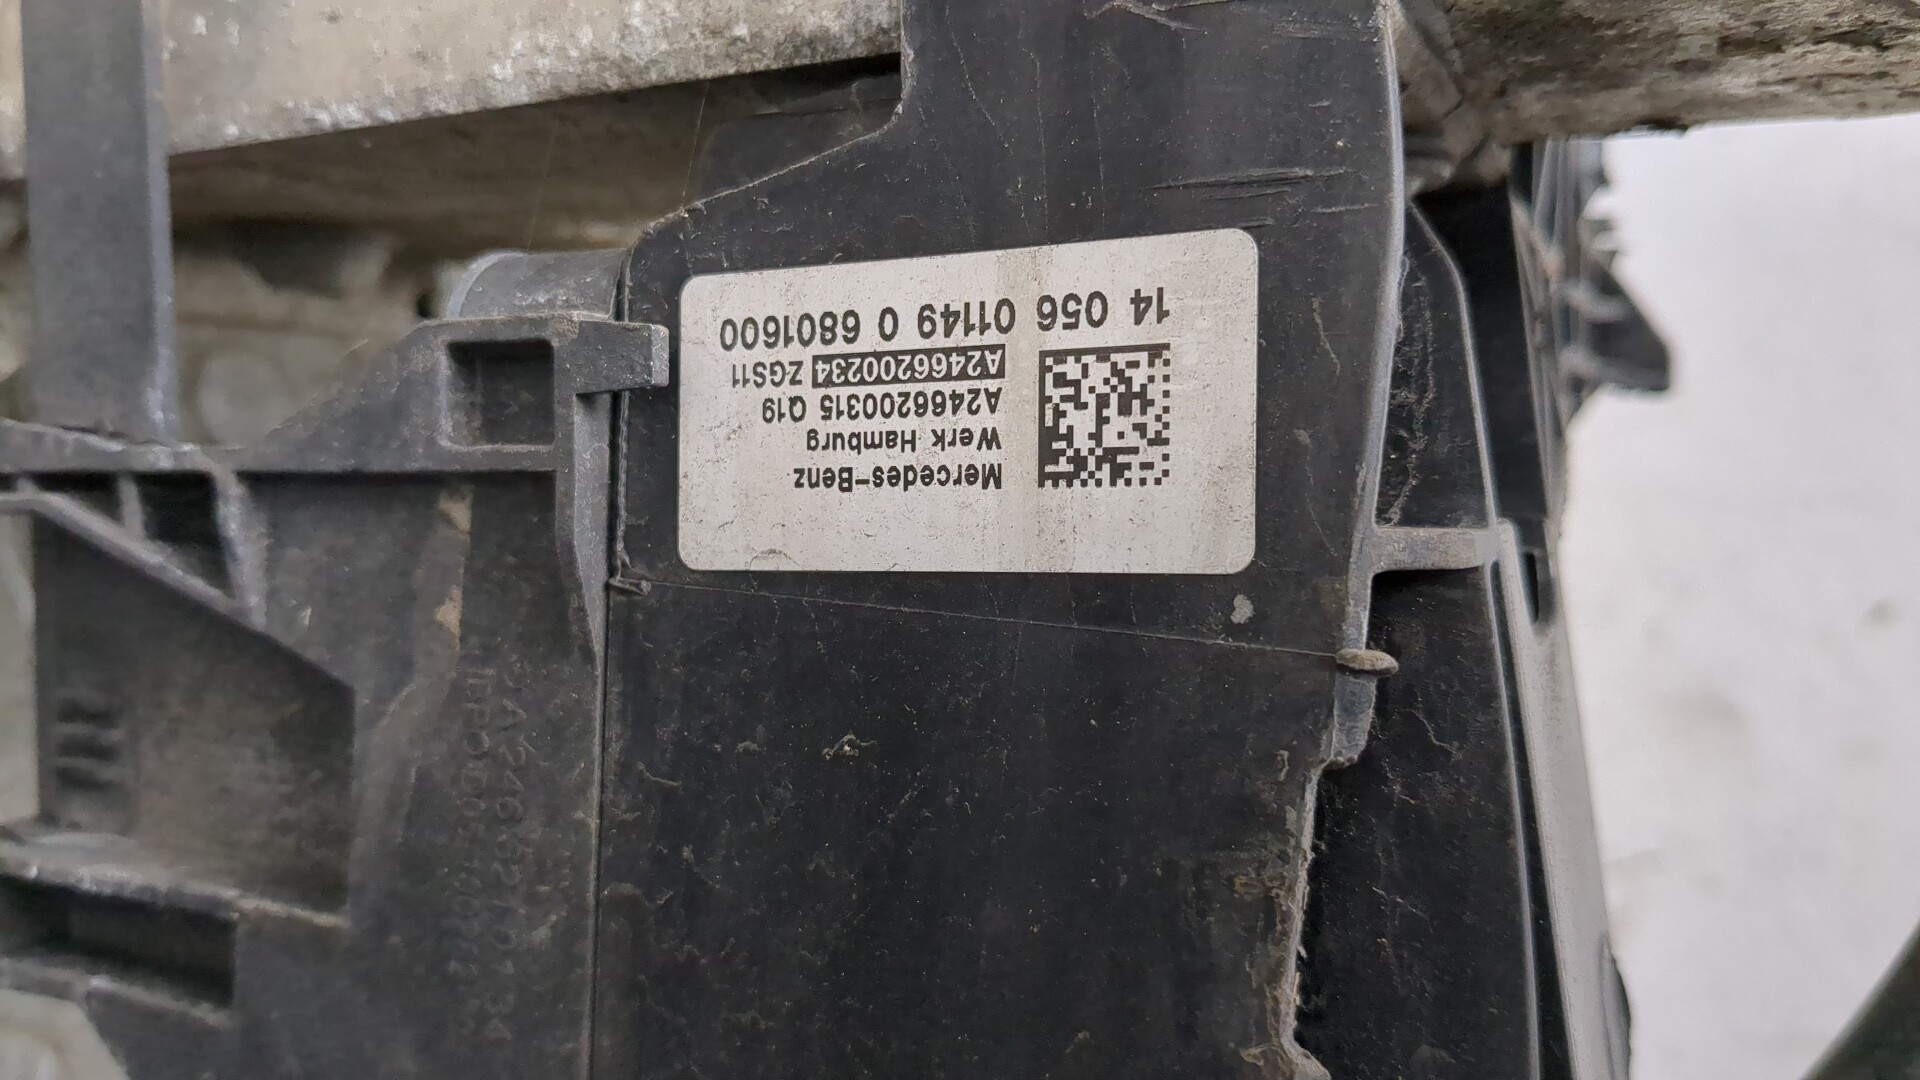 Mercedes-Benz
Werk Hamburg
A2466200315 Q19
A2466200234 ZGS11
14 056 01149 0 6801600